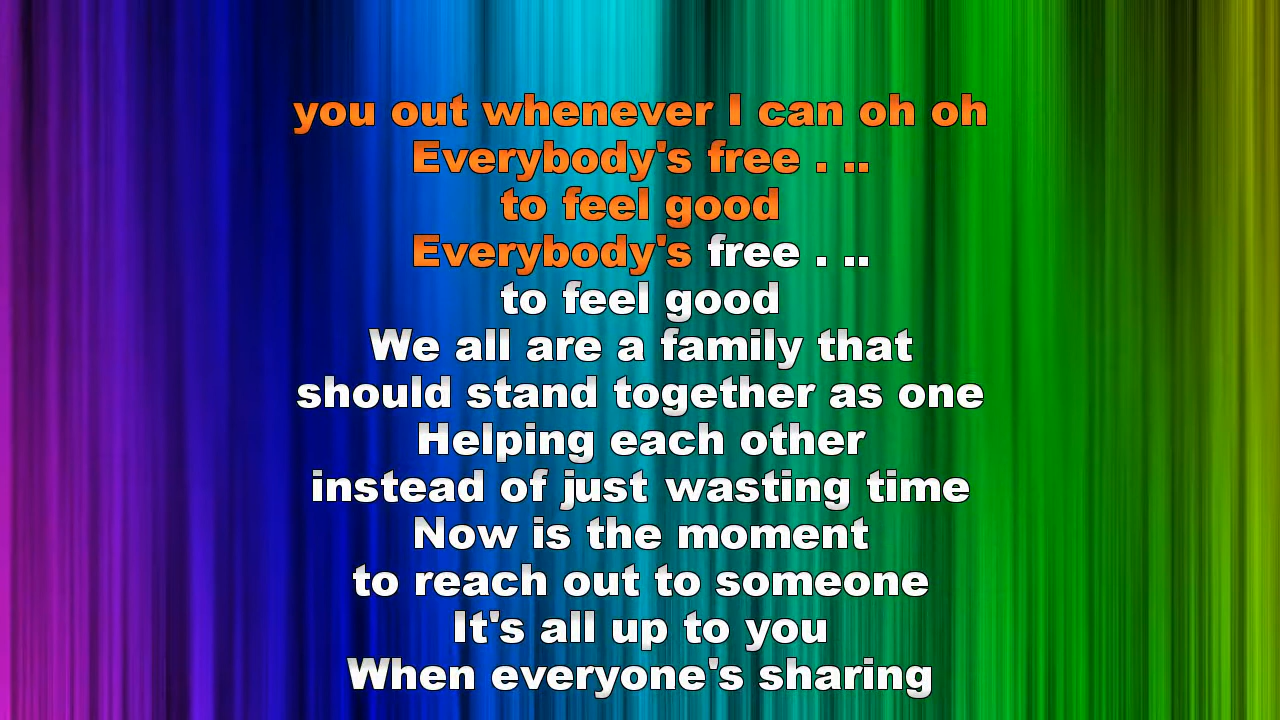 you out whenever I can oh oh
Everybody's free . ..
to feel good
Everybody's free . ..
to feel good
We all are a family that
should stand together as one
Helping each other
instead of just wasting time
Now is the moment
to reach out to someone
It's all up to you
When everyone's sharing